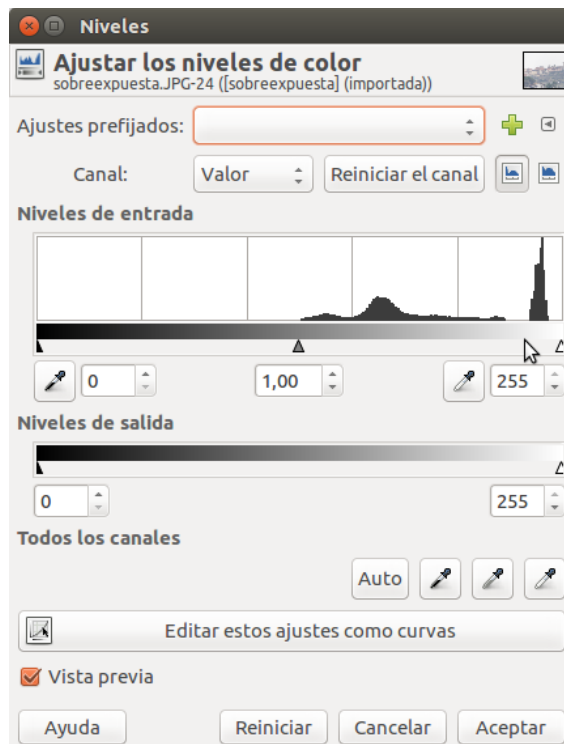 Niveles
Ajustar los niveles de color
sobreexpuesta.JPG-24 ([sobreexpuesta] (importada))
Ajustes prefijados:
Canal: Valor Reiniciar el canal
Niveles de entrada
0 1,00 255
Niveles de salida
0 255
Todos los canales
Auto
Editar estos ajustes como curvas
Vista previa
Ayuda Reiniciar Cancelar Aceptar